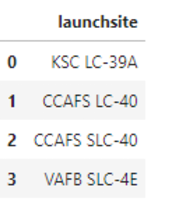 launchsite
0 KSC LC-39A
1 CCAFS LC-40
2 CCAFS SLC-40
3 VAFB SLC-4E